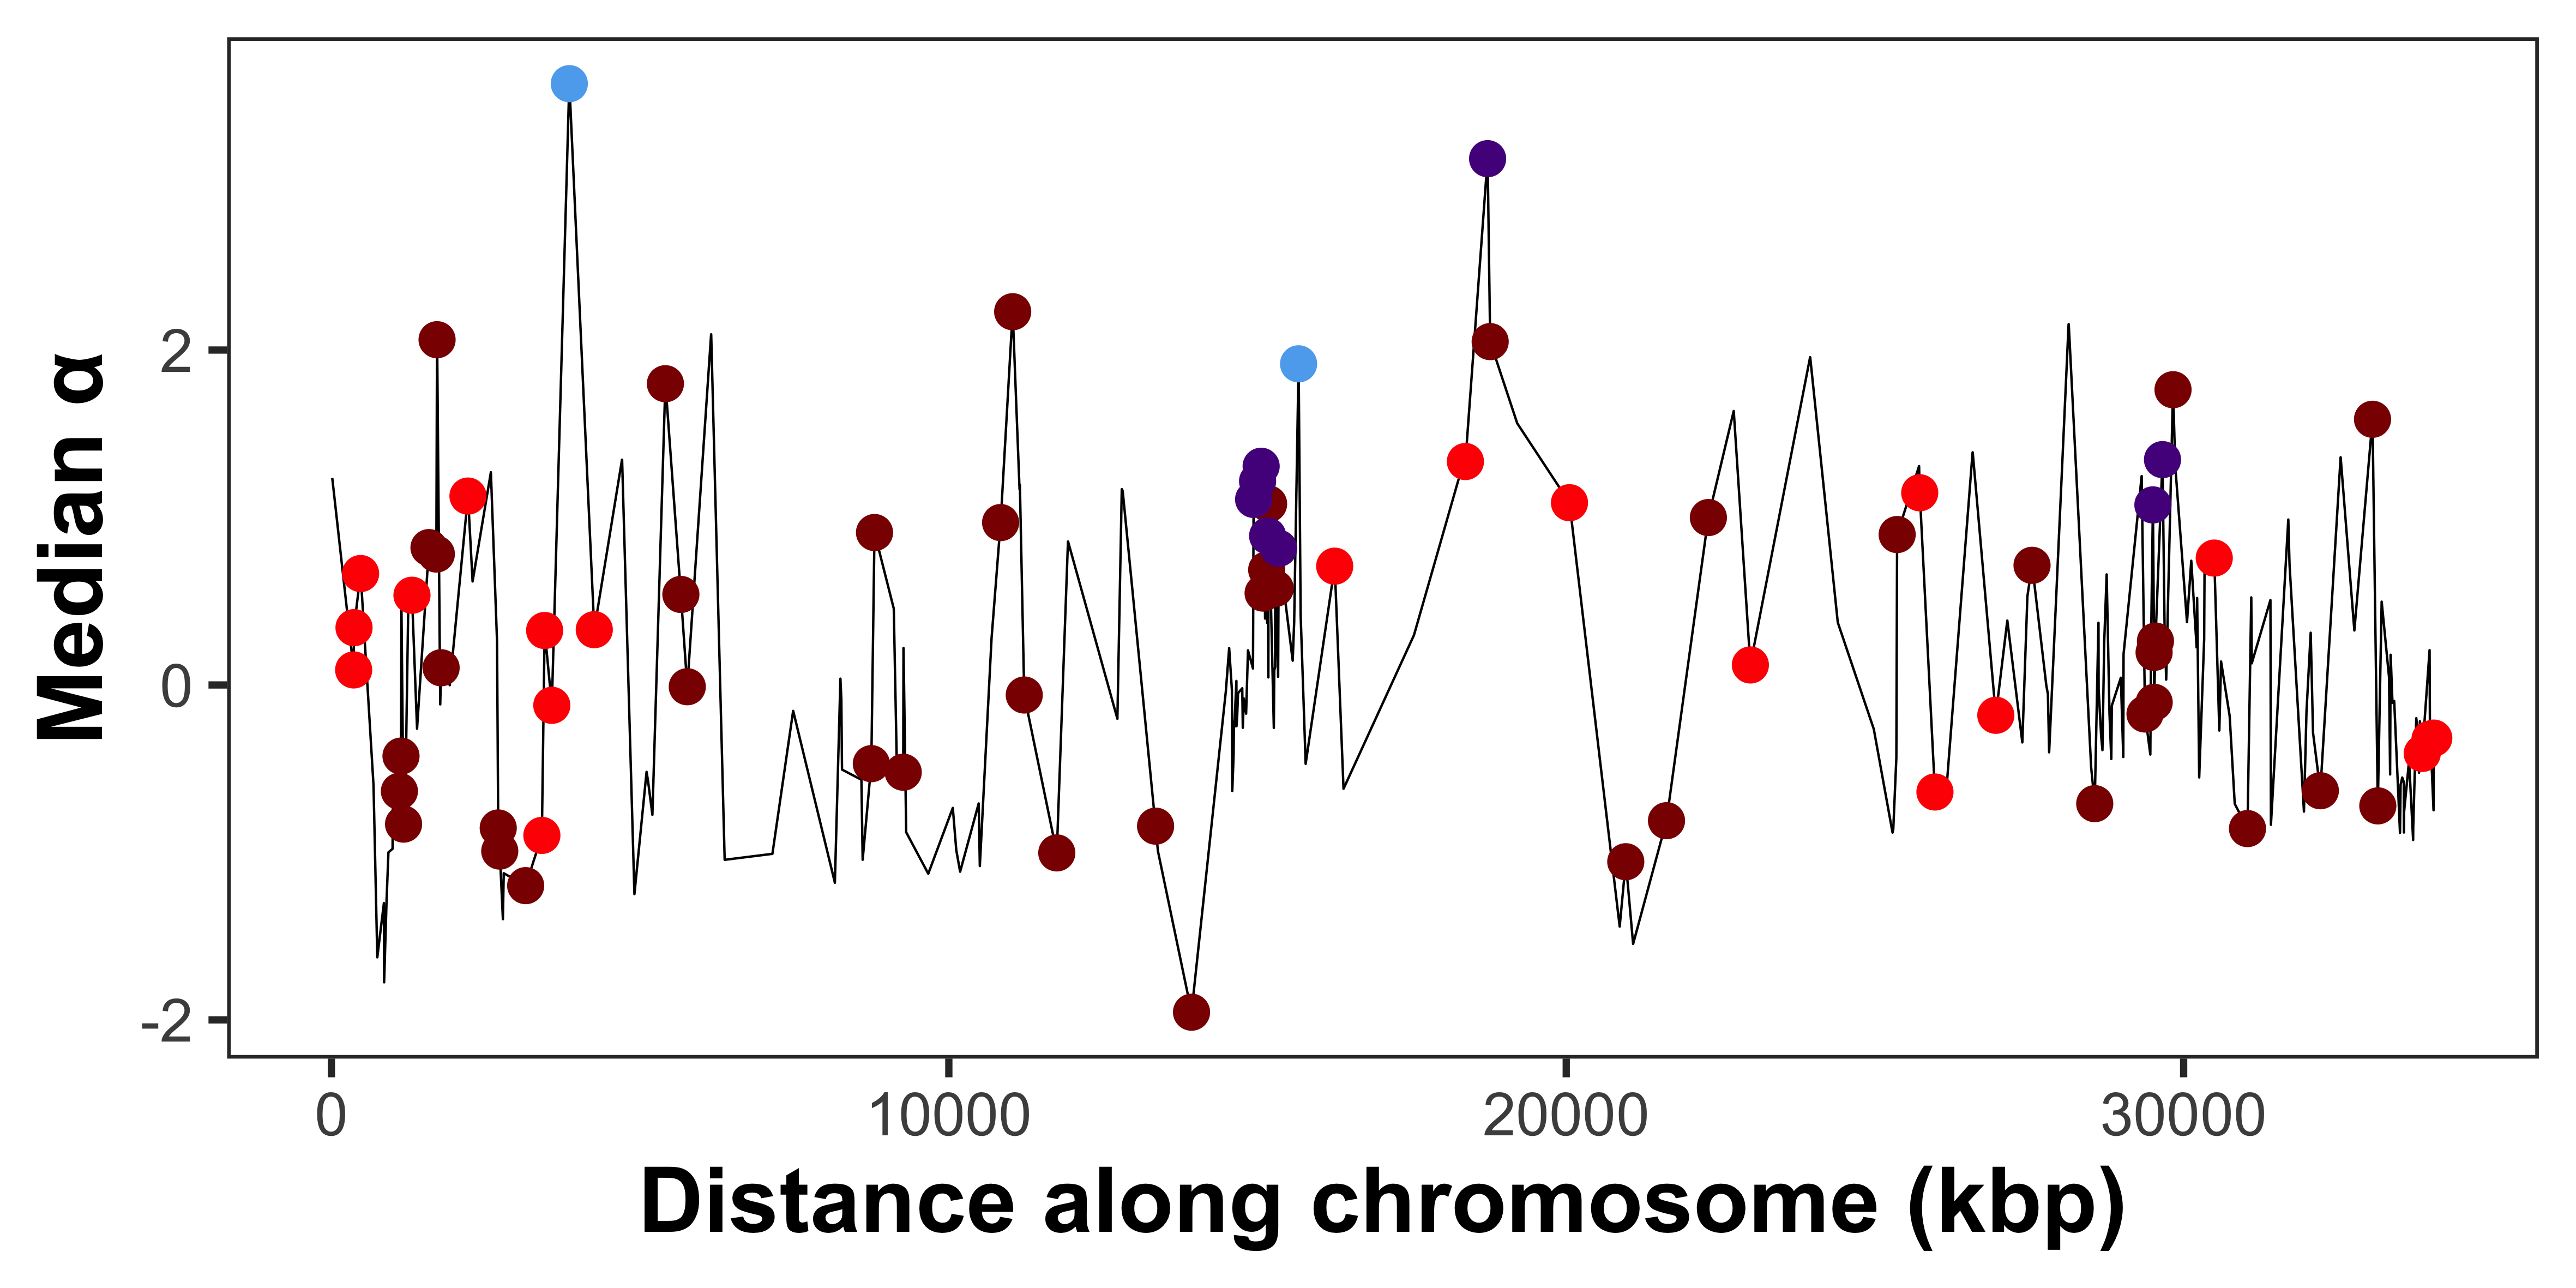 Median α
2
0
-2
0 10000 20000 30000
Distance along chromosome (kbp)